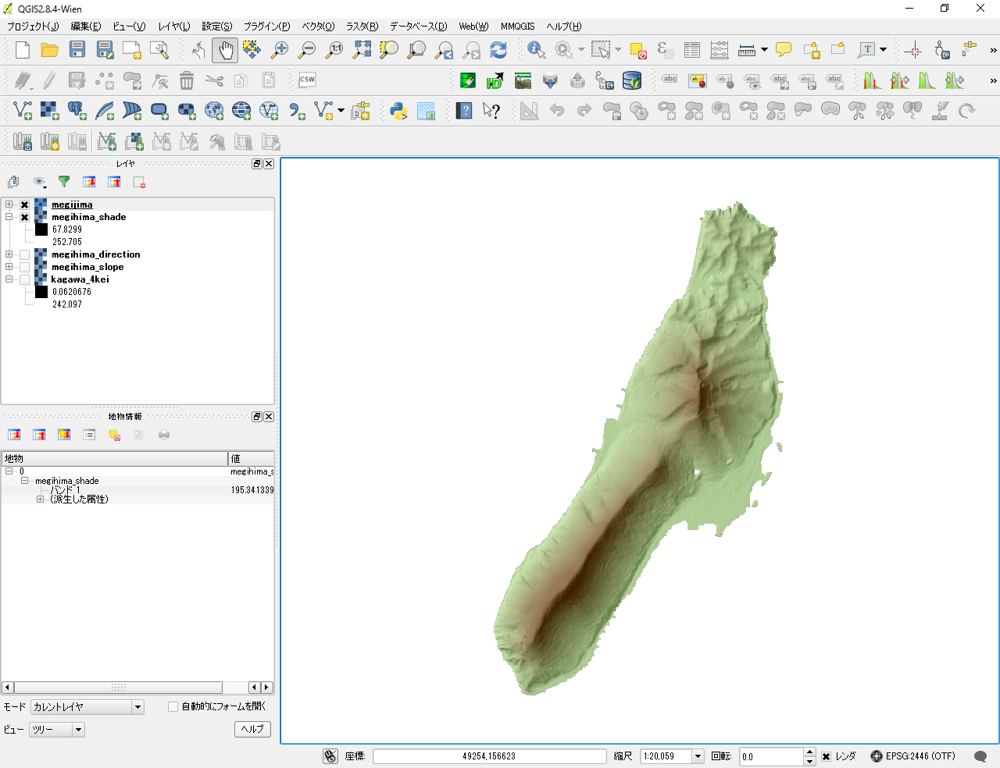 QGIS2.8.4-Wien
プロジェクト(J) 編集(E) ビュー(V) レイヤ(L) 設定(S) プラグイン(P) ベクタ(O) ラスタ(R) データベース(D) Web(W) MMQGIS ヘルプ(H)
CSW
レイヤ
megijima
megihima_shade
67.8299
252.705
megihima_direction
megihima_slope
kagawa_4kei
0.0620676
242.097
地物情報
地物 値
0 megihima_s
megihima_shade
バンド 1 195.341339
(派生した属性)
モード カレントレイヤ 自動的にフォームを開く
ビュー ツリー ヘルプ
座標: 49254,156623 縮尺 1:20,059 回転: 0.0 レンダ EPSG:2446 (OTF)